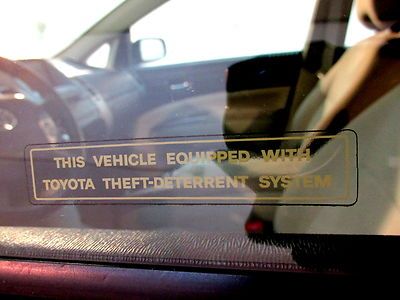 THIS VEHICLE EQUIPPED WITH
TOYOTA THEFT-DETERRENT SYSTEM